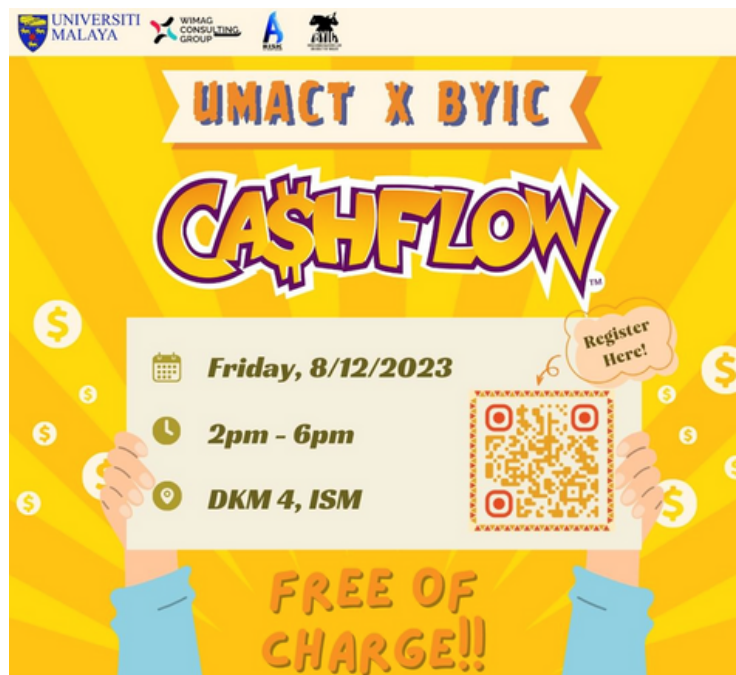 UNIVERSITI
MALAYA
WIMAG
CONSULTING
GROUP
RISK
UMACT X BYIC
CA$HFLOW
TM
Register
Here!
Friday, 8/12/2023
2pm - 6pm
DKM 4, ISM
FREE OF
CHARGE!!